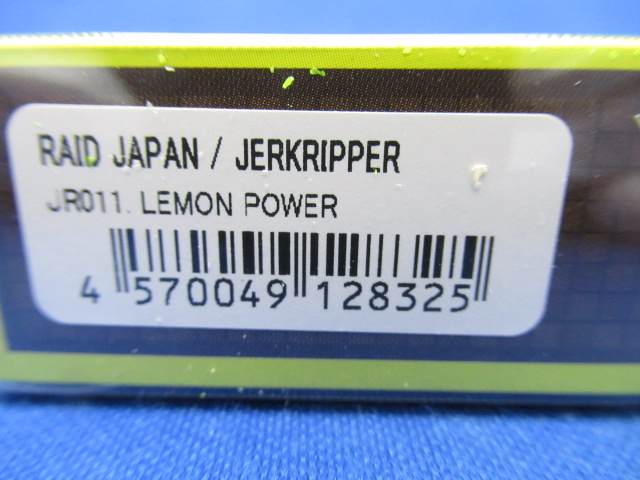 RAID JAPAN / JERKRIPPER
JR011. LEMON POWER
4 570049 128325